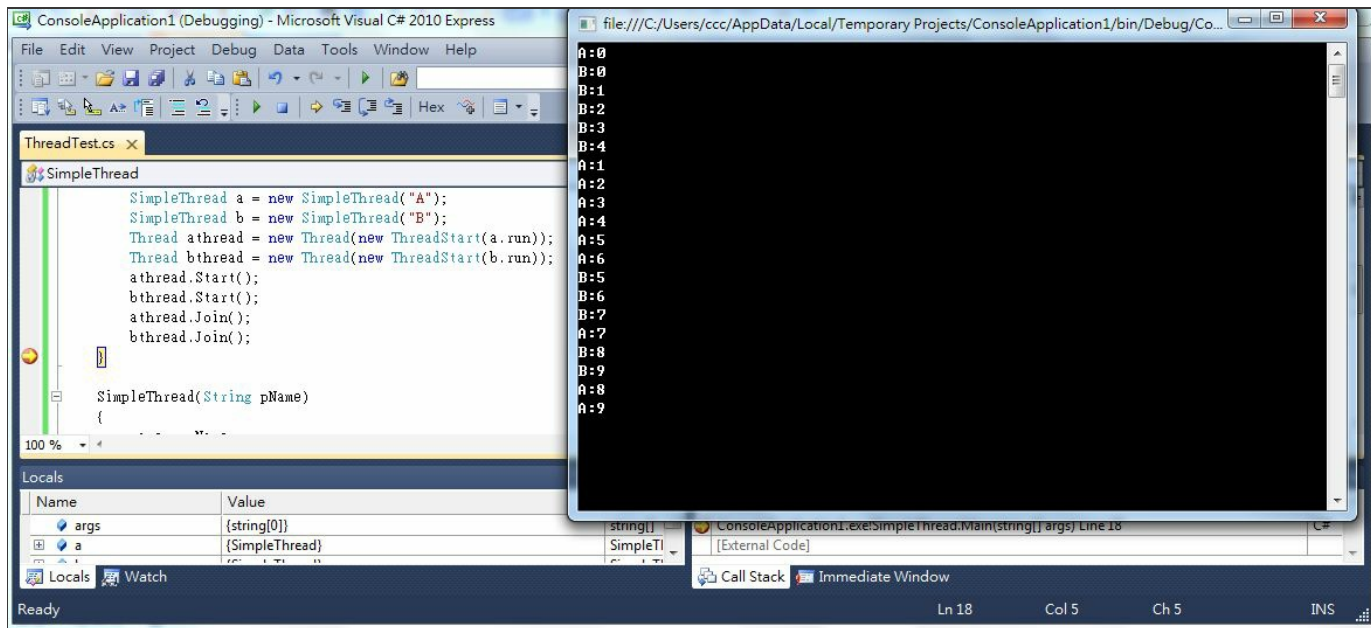 ConsoleApplication1 (Debugging) - Microsoft Visual C# 2010 Express
File Edit View Project Debug Data Tools Window Help
Hex
ThreadTest.cs
SimpleThread
SimpleThread a = new SimpleThread("A");
SimpleThread b = new SimpleThread("B");
Thread athread = new Thread(new ThreadStart(a.run));
Thread bthread = new Thread(new ThreadStart(b.run));
athread.Start();
bthread.Start();
athread.Join();
bthread.Join();
}
SimpleThread(String pName)
{
100 %
file:///C:/Users/ccc/AppData/Local/Temporary Projects/ConsoleApplication1/bin/Debug/Co...
A:0
B:0
B:1
B:2
B:3
B:4
A:1
A:2
A:3
A:4
A:5
A:6
B:5
B:6
B:7
A:7
B:8
B:9
A:8
A:9
Locals
Name Value
args {string[0]} string[]
a {SimpleThread} SimpleTl
Locals Watch
ConsoleApplication1.exe!SimpleThread.Main(string[] args) Line 18 C#
[External Code]
Call Stack Immediate Window
Ready Ln 18 Col 5 Ch 5 INS